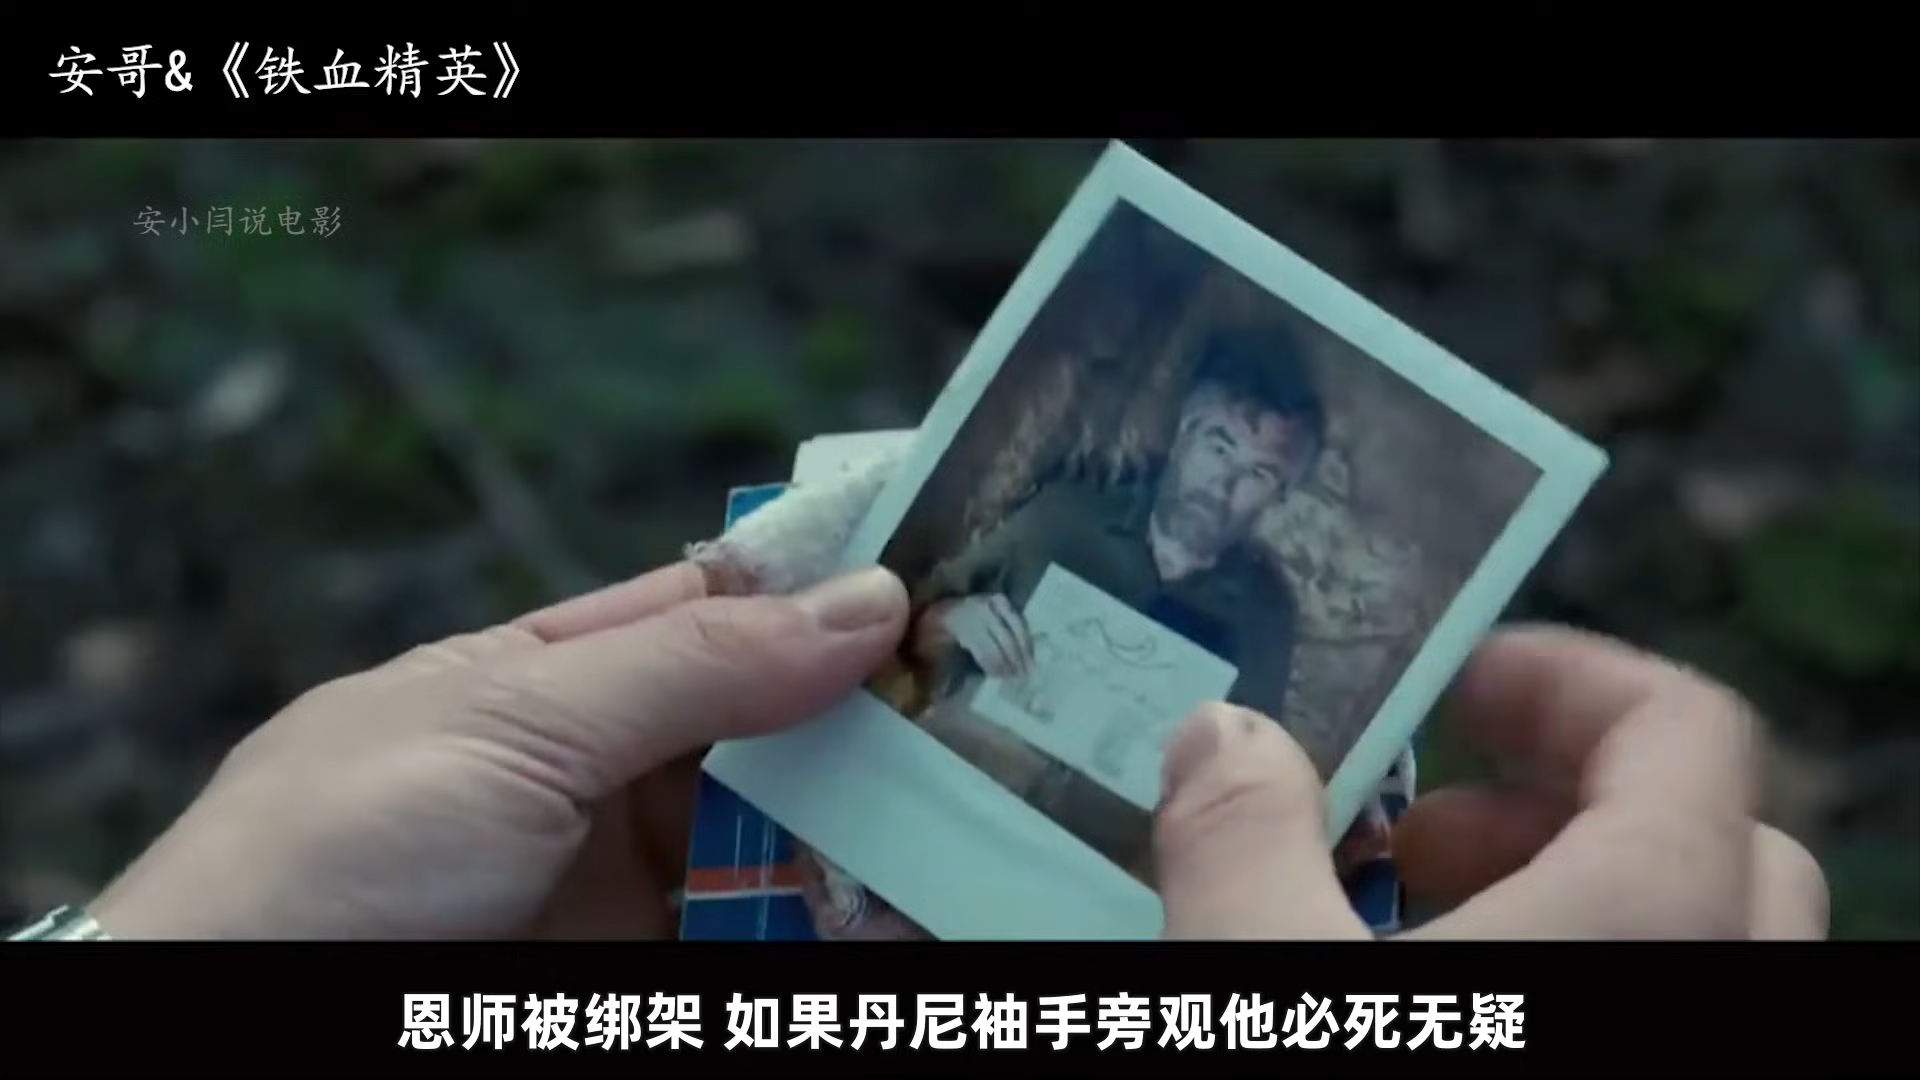 安哥&《铁血精英》
安小闫说电影
恩师被绑架 如果丹尼袖手旁观他必死无疑